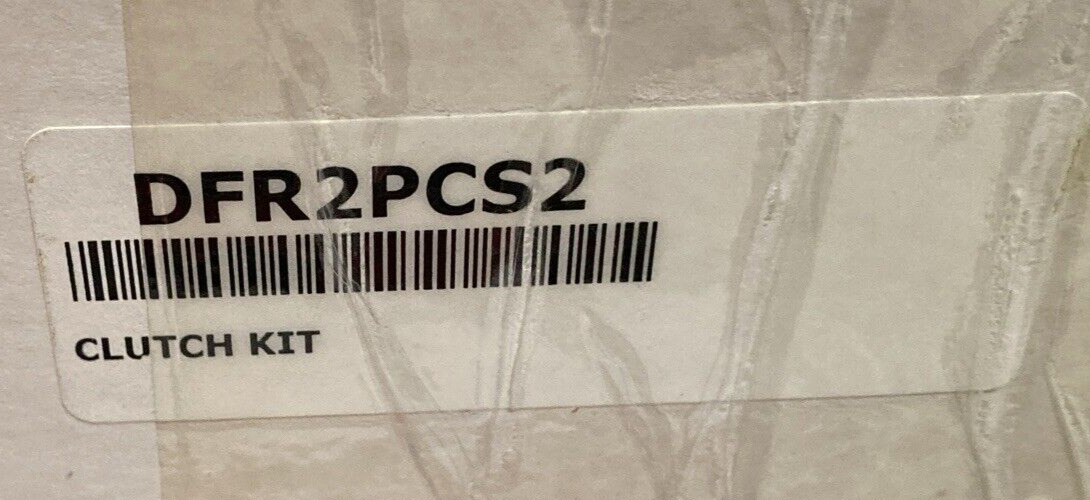 DFR2PCS2
CLUTCH KIT